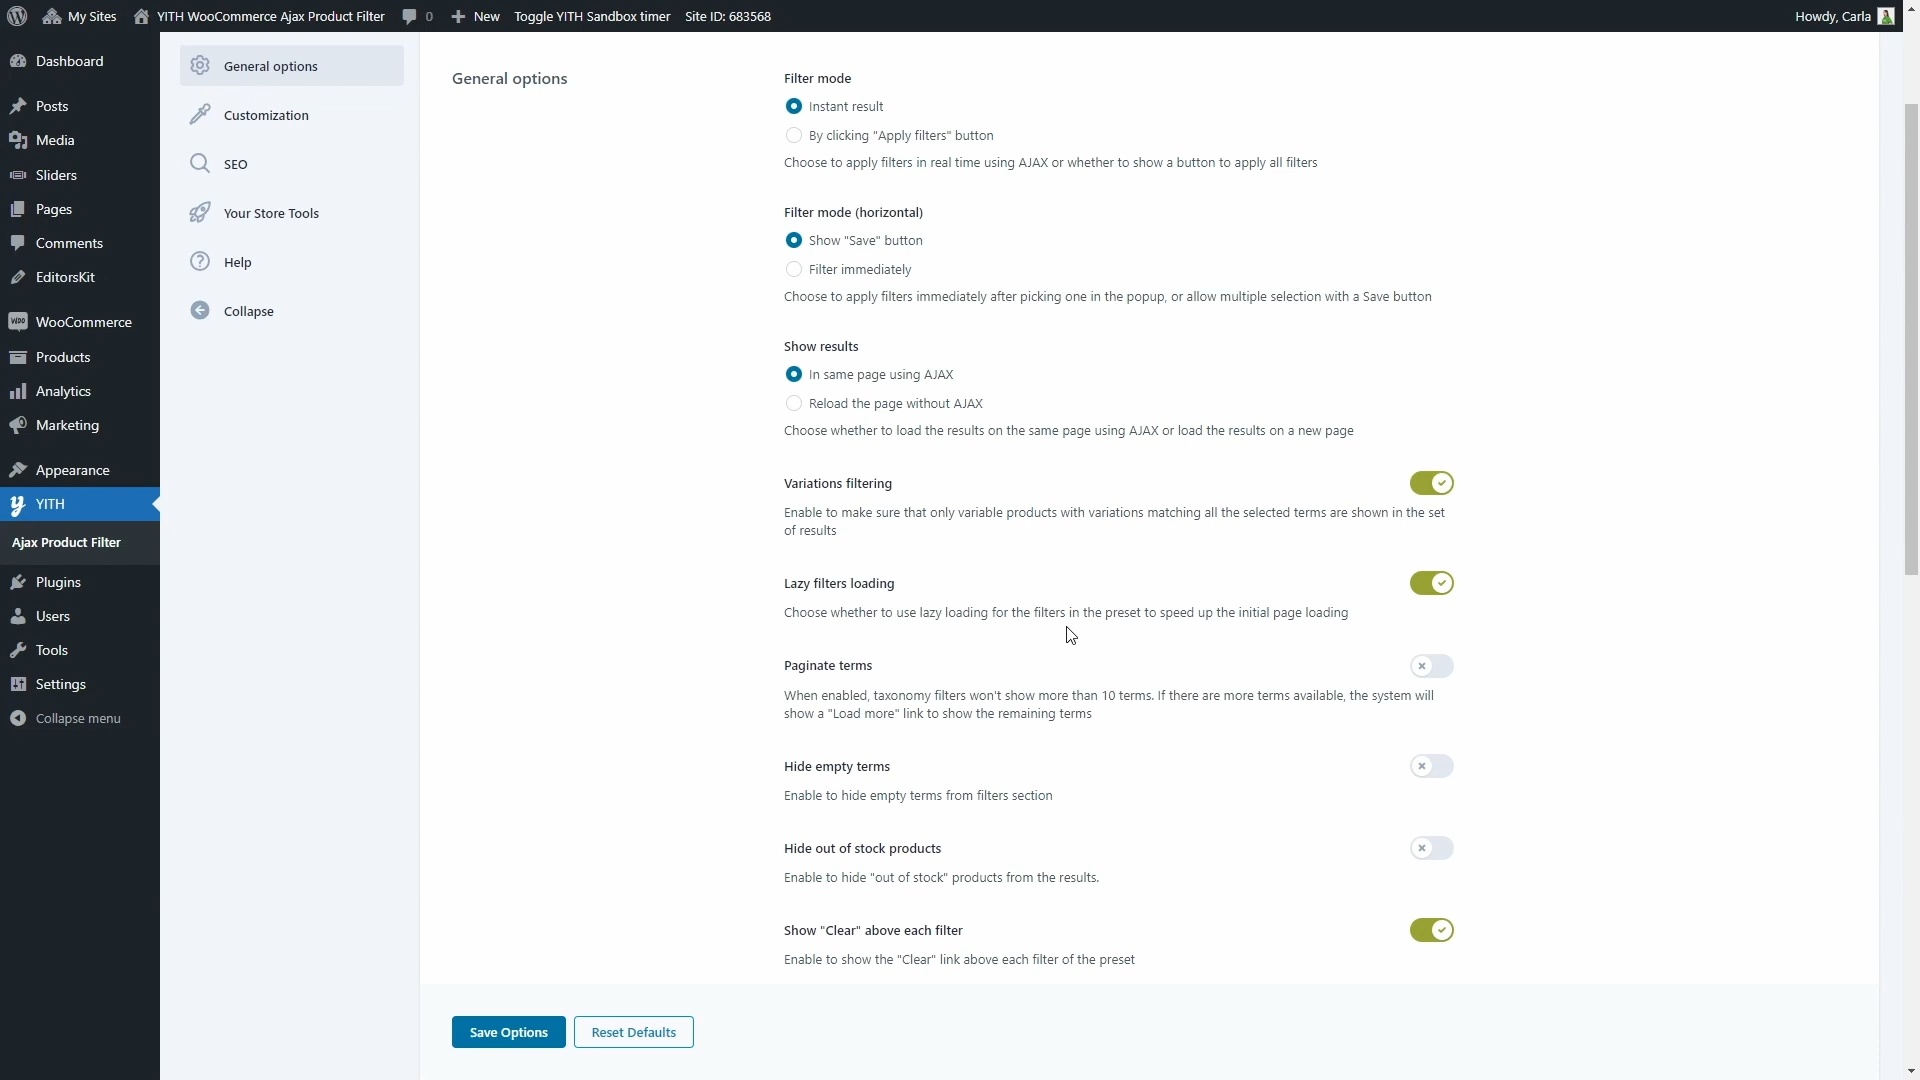 My Sites
YITH WooCommerce Ajax Product Filter
0
New
Toggle YITH Sandbox timer
Site ID: 683568
Howdy, Carla
Dashboard
Posts
Media
Sliders
Pages
Comments
EditorsKit
WooCommerce
Products
Analytics
Marketing
Appearance
YITH
Ajax Product Filter
Plugins
Users
Tools
Settings
Collapse menu
General options
Customization
SEO
Your Store Tools
Help
Collapse
General options
Filter mode
Instant result
By clicking "Apply filters" button
Choose to apply filters in real time using AJAX or whether to show a button to apply all filters
Filter mode (horizontal)
Show "Save" button
Filter immediately
Choose to apply filters immediately after picking one in the popup, or allow multiple selection with a Save button
Show results
In same page using AJAX
Reload the page without AJAX
Choose whether to load the results on the same page using AJAX or load the results on a new page
Variations filtering
Enable to make sure that only variable products with variations matching all the selected terms are shown in the set
of results
Lazy filters loading
Choose whether to use lazy loading for the filters in the preset to speed up the initial page loading
Paginate terms
When enabled, taxonomy filters won't show more than 10 terms. If there are more terms available, the system will
show a "Load more" link to show the remaining terms
Hide empty terms
Enable to hide empty terms from filters section
Hide out of stock products
Enable to hide "out of stock" products from the results.
Show "Clear" above each filter
Enable to show the "Clear" link above each filter of the preset
Save Options
Reset Defaults